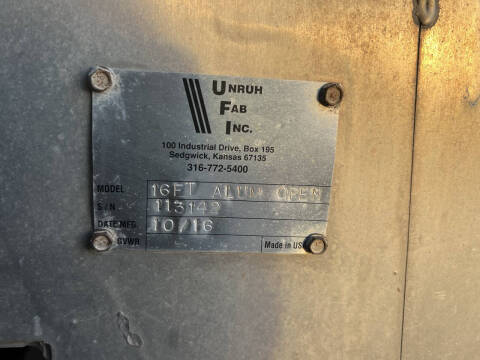 UNRUH
FAB
INC.
100 Industrial Drive, Box 195
Sedgwick, Kansas 67135
316-772-5400
MODEL 16FT ALUM OPEN
S/N 113142
DATE MFG 10/16
GVWR Made in US